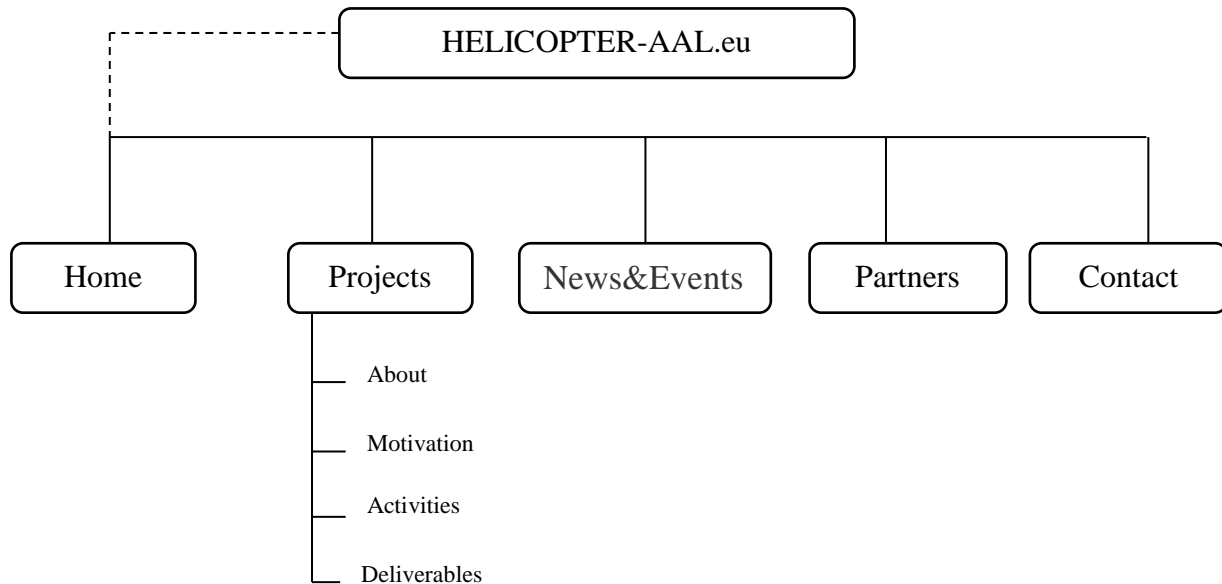 HELICOPTER-AAL.eu
Home
Projects
News&Events
Partners
Contact
About
Motivation
Activities
Deliverables